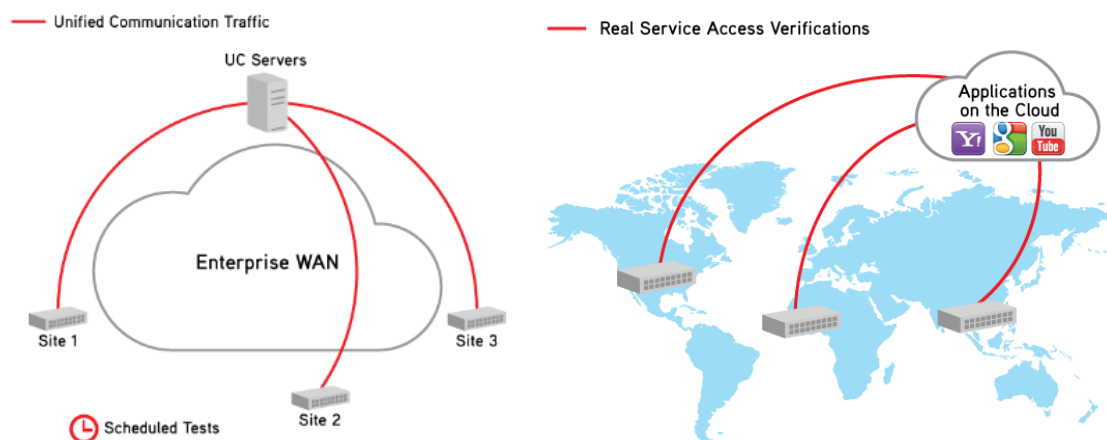 Unified Communication Traffic
UC Servers
Enterprise WAN
Site 1
Site 3
Site 2
Scheduled Tests
Real Service Access Verifications
Applications
on the Cloud
Y!
g
You
Tube